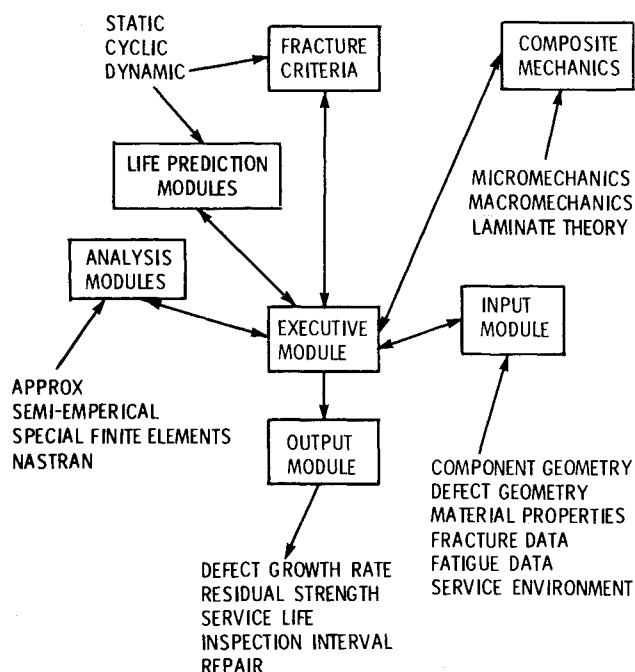 STATIC
CYCLIC
DYNAMIC
FRACTURE
CRITERIA
COMPOSITE
MECHANICS
LIFE PREDICTION
MODULES
MICROMECHANICS
MACROMECHANICS
LAMINATE THEORY
ANALYSIS
MODULES
EXECUTIVE
MODULE
INPUT
MODULE
APPROX
SEMI-EMPERICAL
SPECIAL FINITE ELEMENTS
NASTRAN
OUTPUT
MODULE
COMPONENT GEOMETRY
DEFECT GEOMETRY
MATERIAL PROPERTIES
FRACTURE DATA
FATIGUE DATA
SERVICE ENVIRONMENT
DEFECT GROWTH RATE
RESIDUAL STRENGTH
SERVICE LIFE
INSPECTION INTERVAL
REPAIR